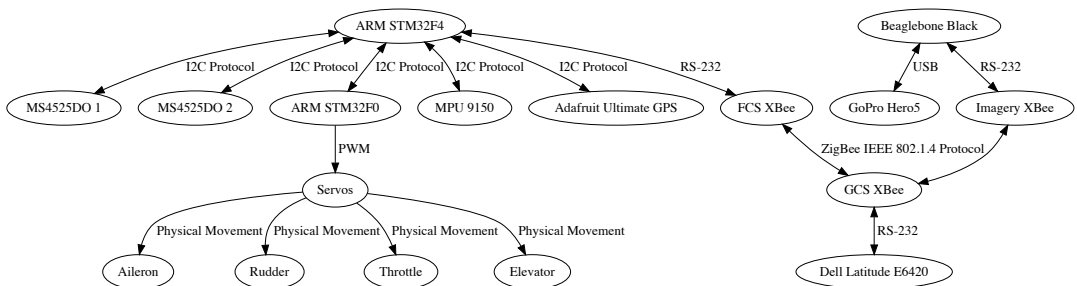 ARM STM32F4
Beaglebone Black
I2C Protocol
I2C Protocol
I2C Protocol
I2C Protocol
I2C Protocol
RS-232
USB
RS-232
MS4525DO 1
MS4525DO 2
ARM STM32F0
MPU 9150
Adafruit Ultimate GPS
FCS XBee
GoPro Hero5
Imagery XBee
PWM
ZigBee IEEE 802.1.4 Protocol
Servos
GCS XBee
Physical Movement
Physical Movement
Physical Movement
Physical Movement
RS-232
Aileron
Rudder
Throttle
Elevator
Dell Latitude E6420